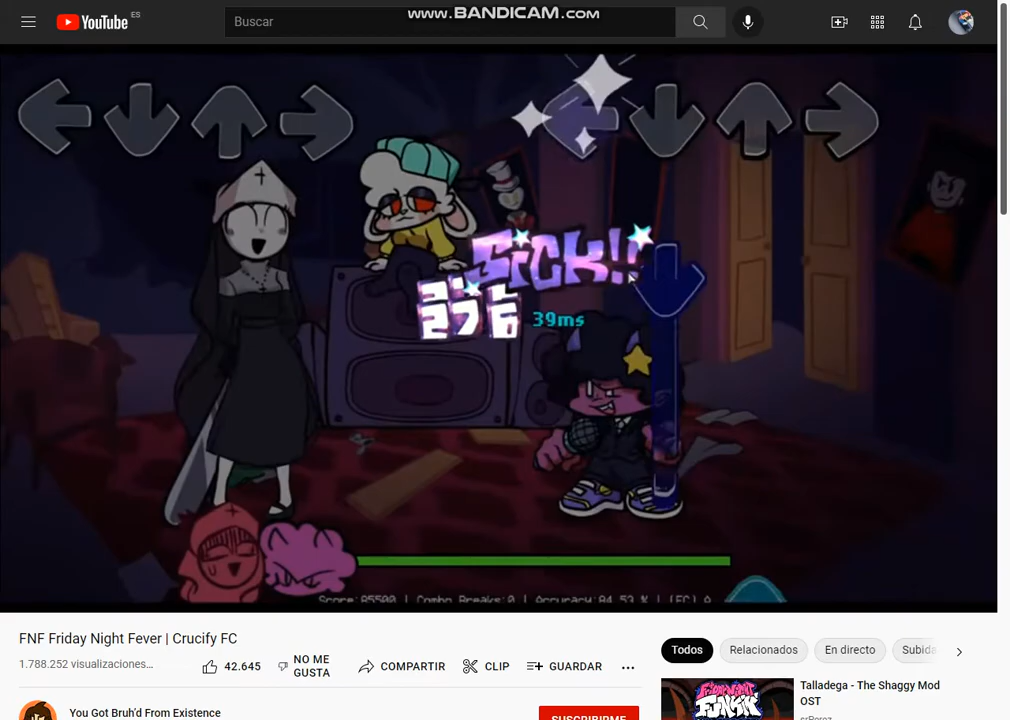 YouTube ES
Buscar
www.BANDICAM.com
SiCK!!
276
39ms
Score:85500 | Combo Breaks:0 | Accuracy:84.53 % | [FC] A
FNF Friday Night Fever | Crucify FC
1.788.252 visualizaciones...
42.645
NO ME GUSTA
COMPARTIR
CLIP
GUARDAR
You Got Bruh'd From Existence
SUSCRIBIRME
Todos
Relacionados
En directo
Subida
Talladega - The Shaggy Mod
OST
srPerez